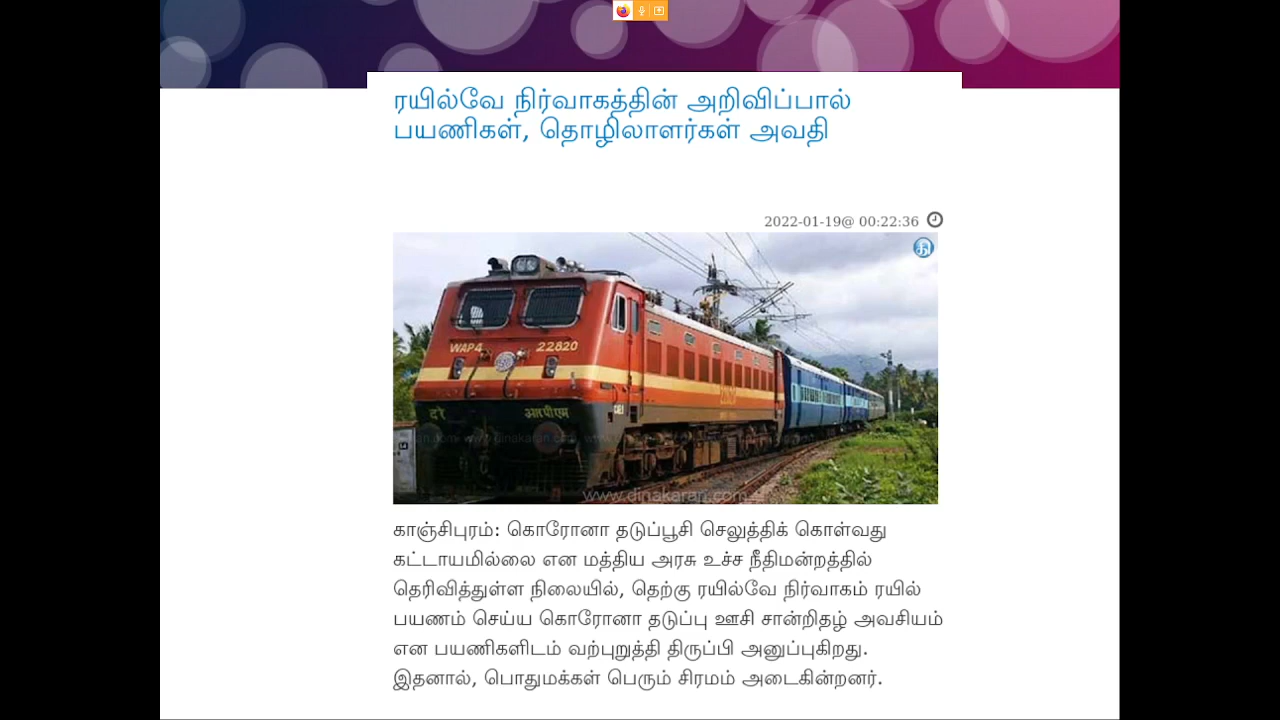 ரயில்வே நிர்வாகத்தின் அறிவிப்பால்
பயணிகள், தொழிலாளர்கள் அவதி
2022-01-19@ 00:22:36
WAP4 22820
द रे आरपीएम
www.dinakaran.com
காஞ்சிபுரம்: கொரோனா தடுப்பூசி செலுத்திக் கொள்வது
கட்டாயமில்லை என மத்திய அரசு உச்ச நீதிமன்றத்தில்
தெரிவித்துள்ள நிலையில், தெற்கு ரயில்வே நிர்வாகம் ரயில்
பயணம் செய்ய கொரோனா தடுப்பு ஊசி சான்றிதழ் அவசியம்
என பயணிகளிடம் வற்புறுத்தி திருப்பி அனுப்புகிறது.
இதனால், பொதுமக்கள் பெரும் சிரமம் அடைகின்றனர்.